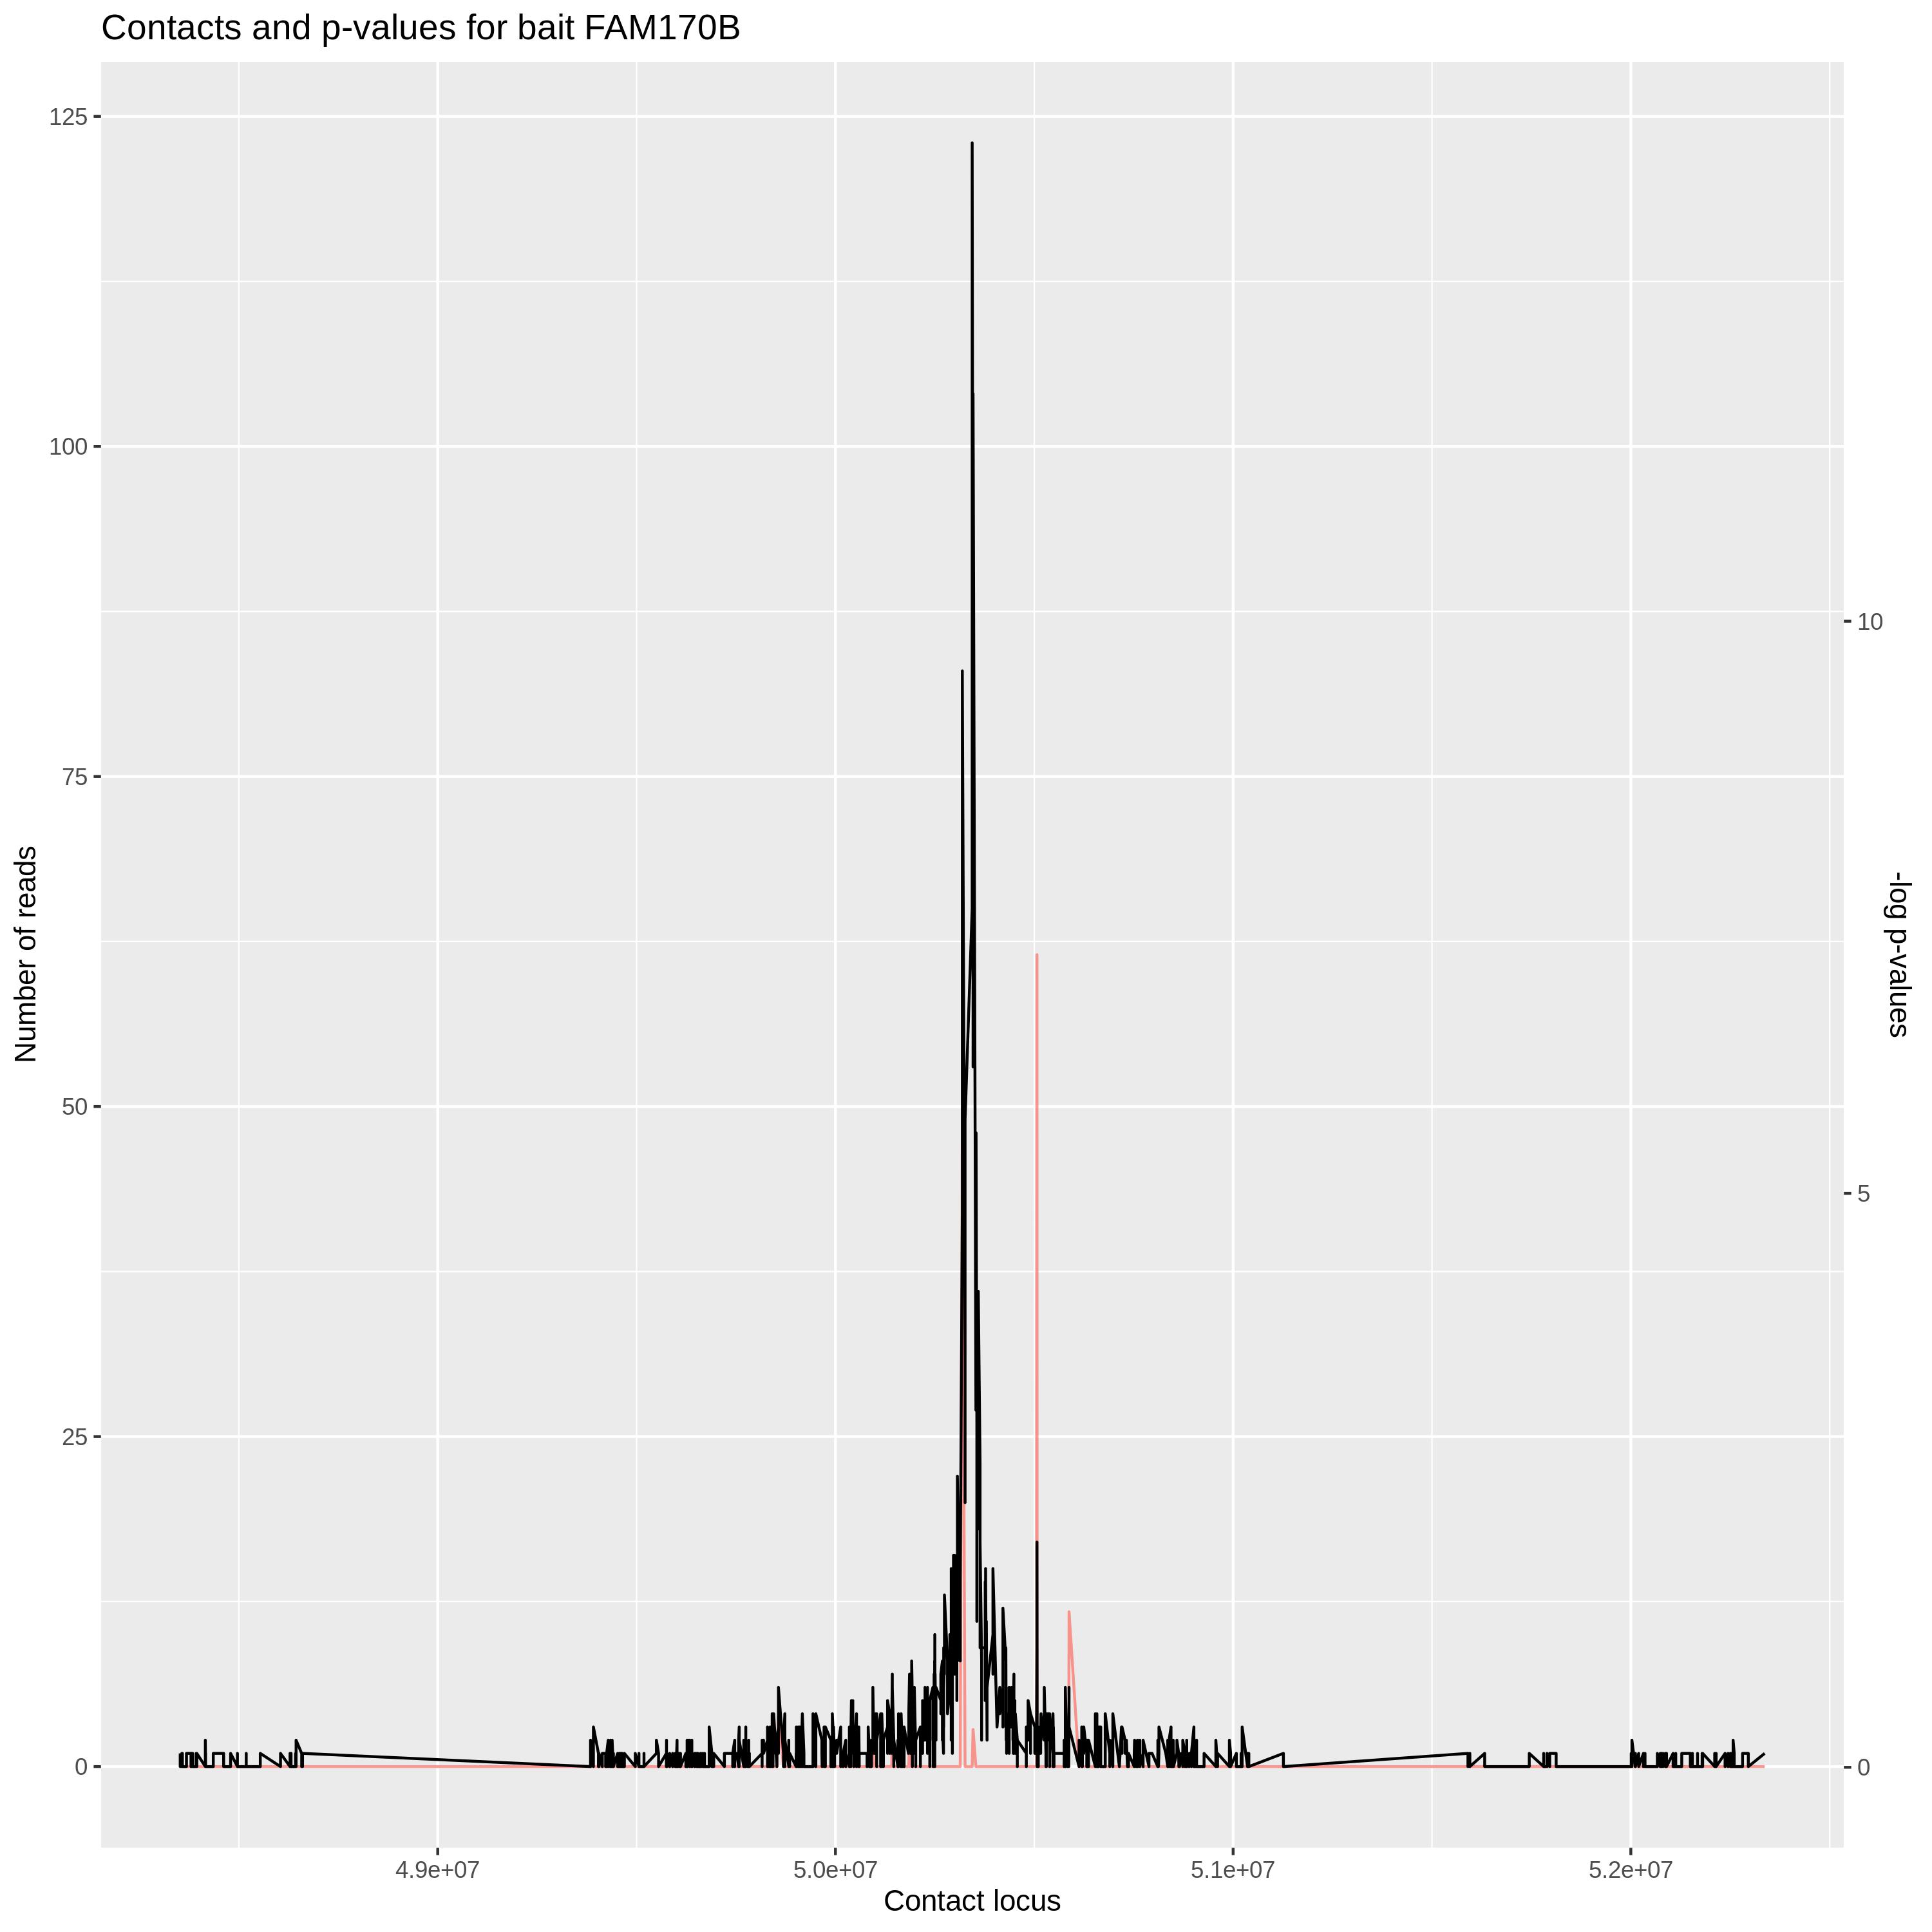 Contacts and p-values for bait FAM170B
125
100
75
50
25
0
Number of reads
10
5
0
-log p-values
4.9e+07
5.0e+07
5.1e+07
5.2e+07
Contact locus